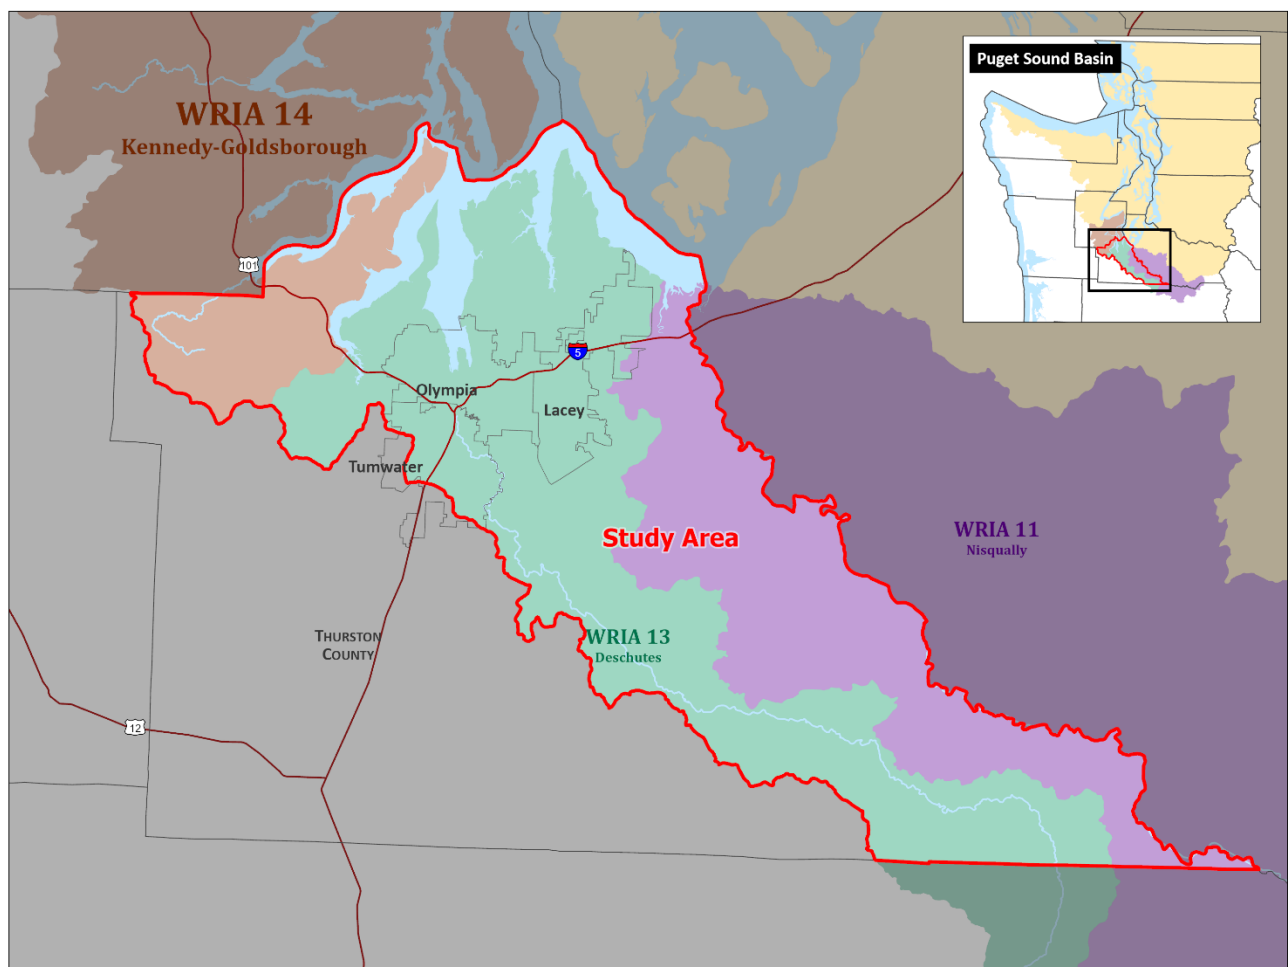 Puget Sound Basin
WRIA 14
Kennedy-Goldsborough
101
5
Olympia
Lacey
Tumwater
Study Area
WRIA 11
Nisqually
THURSTON
COUNTY
WRIA 13
Deschutes
12